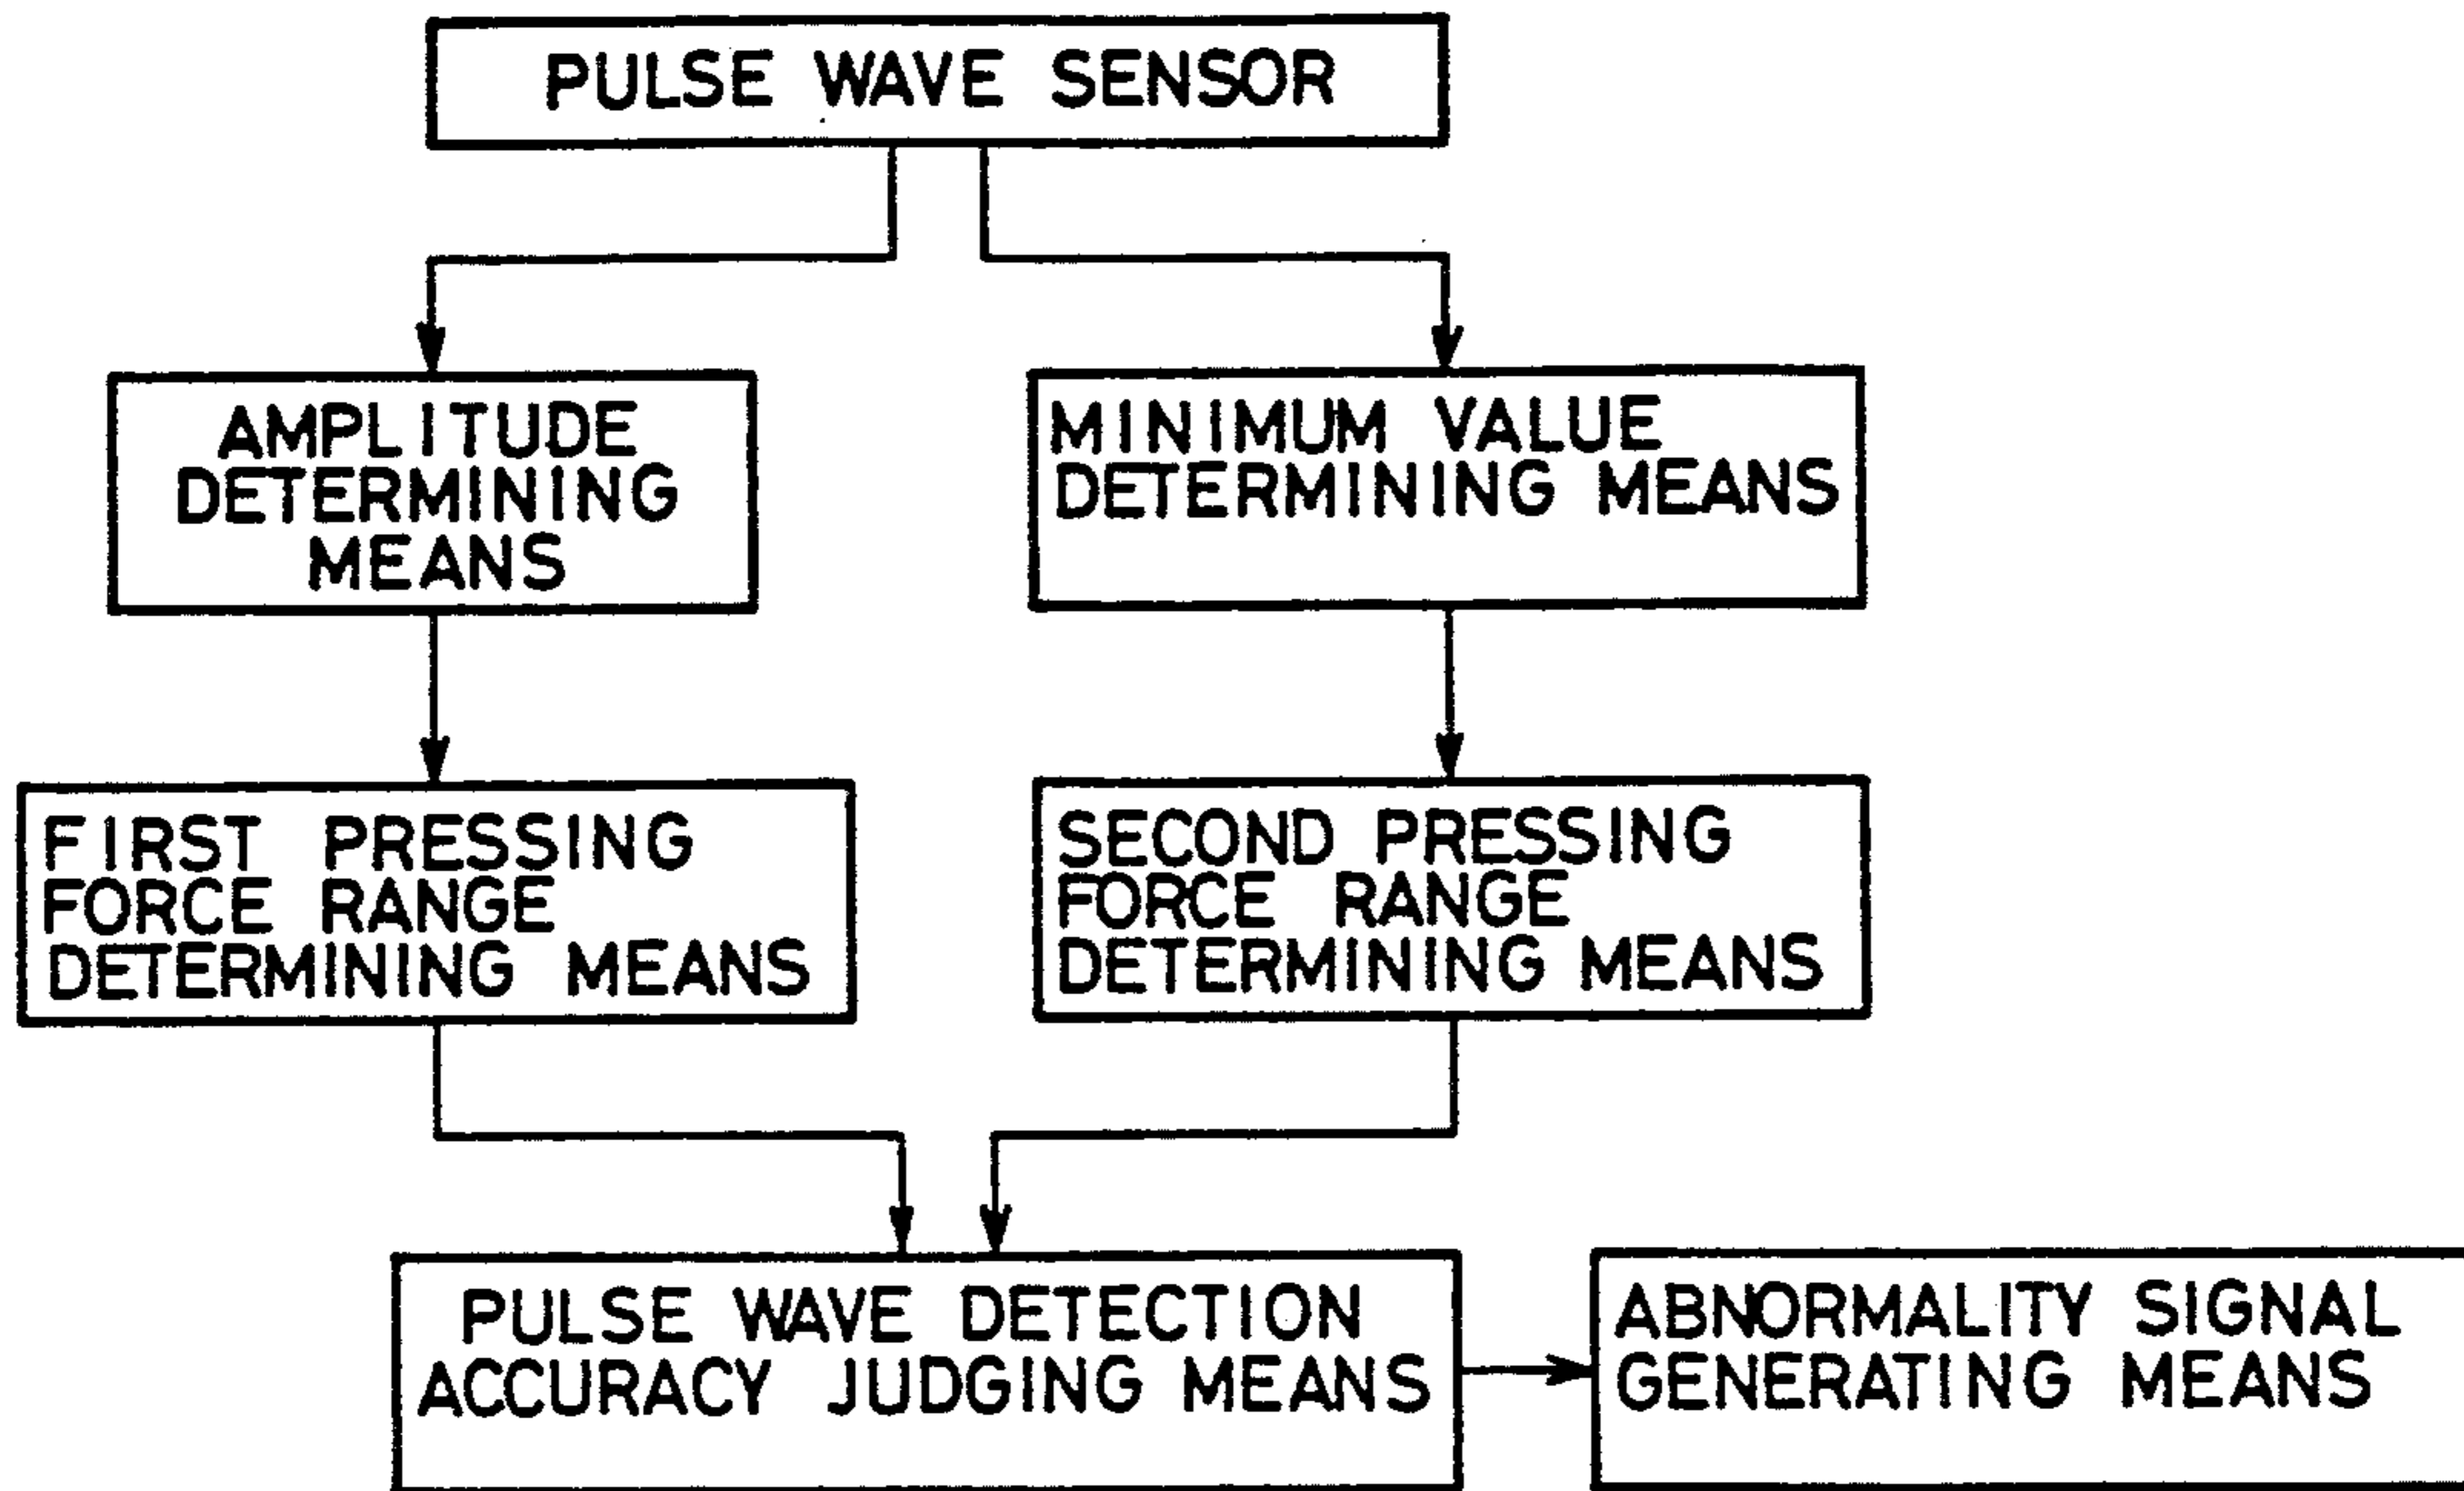 PULSE WAVE SENSOR
AMPLITUDE
DETERMINING
MEANS
MINIMUM VALUE
DETERMINING MEANS
FIRST PRESSING
FORCE RANGE
DETERMINING MEANS
SECOND PRESSING
FORCE RANGE
DETERMINING MEANS
PULSE WAVE DETECTION
ACCURACY JUDGING MEANS
ABNORMALITY SIGNAL
GENERATING MEANS